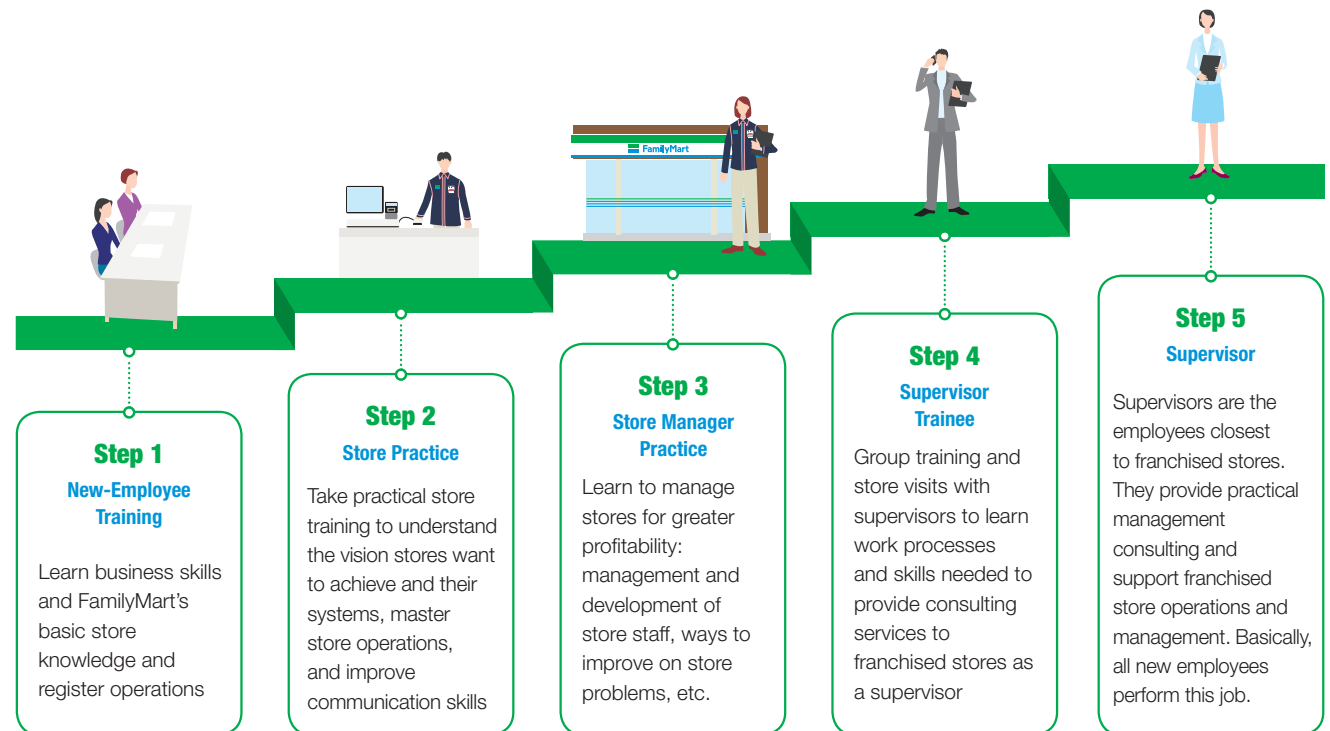 FamilyMart
Step 1
New-Employee
Training
Learn business skills
and FamilyMart’s
basic store
knowledge and
register operations
Step 2
Store Practice
Take practical store
training to understand
the vision stores want
to achieve and their
systems, master
store operations,
and improve
communication skills
Step 3
Store Manager
Practice
Learn to manage
stores for greater
profitability:
management and
development of
store staff, ways to
improve on store
problems, etc.
Step 4
Supervisor
Trainee
Group training and
store visits with
supervisors to learn
work processes
and skills needed to
provide consulting
services to
franchised stores as
a supervisor
Step 5
Supervisor
Supervisors are the
employees closest
to franchised stores.
They provide practical
management
consulting and
support franchised
store operations and
management. Basically,
all new employees
perform this job.